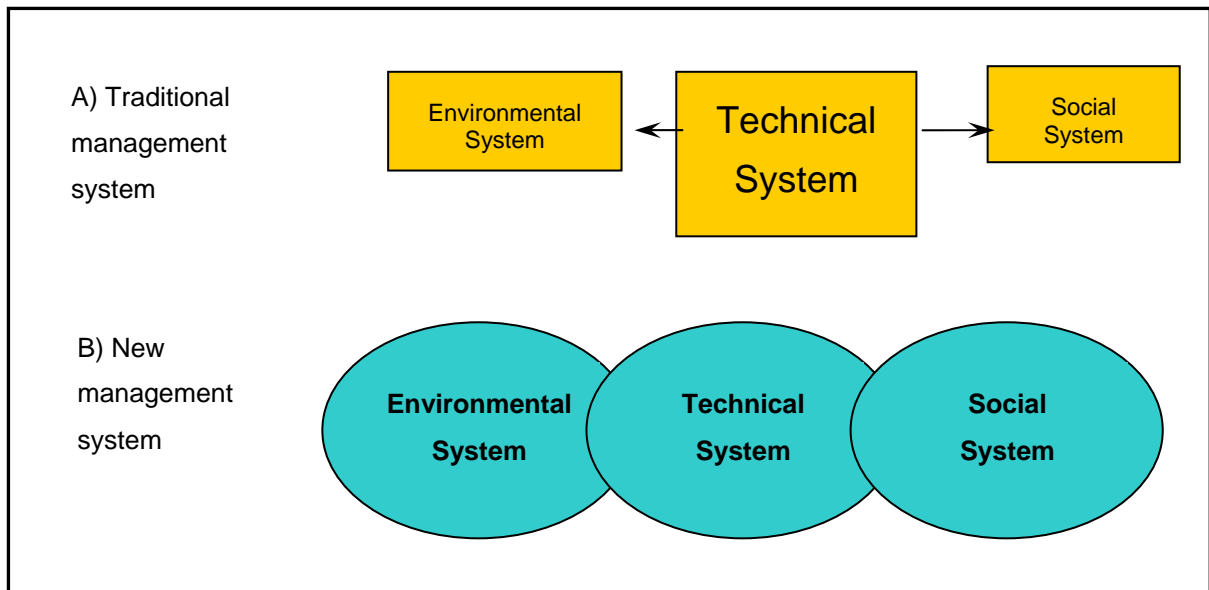 A) Traditional
management
system
Environmental
System
Technical
System
Social
System
B) New
management
system
Environmental
System
Technical
System
Social
System